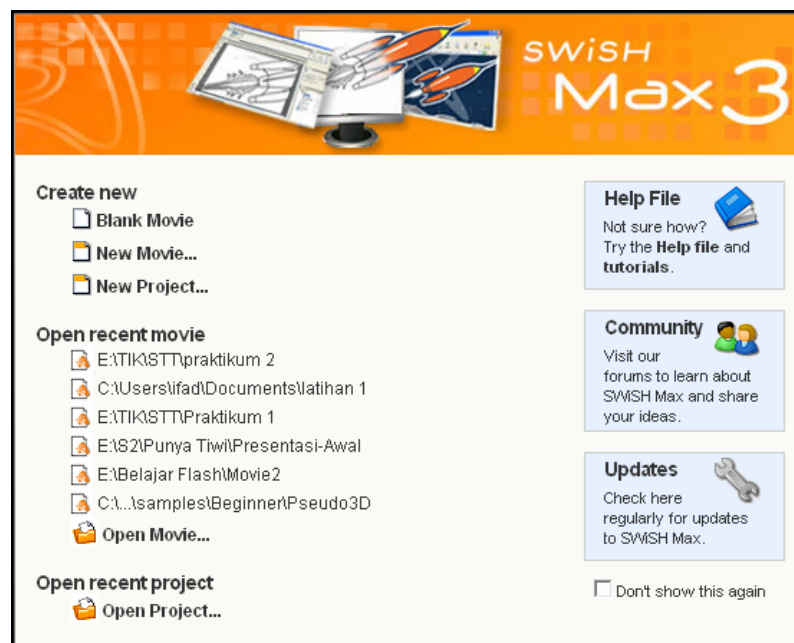 SWiSH
Max 3
Create new
Blank Movie
New Movie...
New Project...
Open recent movie
E:\TIK\STT\praktikum 2
C:\Users\ifad\Documents\latihan 1
E:\TIK\STT\Praktikum 1
E:\S2\Punya Tiwi\Presentasi-Awal
E:\Belajar Flash\Movie2
C:\...\samples\Beginner\Pseudo3D
Open Movie...
Open recent project
Open Project...
Help File
Not sure how?
Try the Help file and
tutorials.
Community
Visit our
forums to learn about
SWiSH Max and share
your ideas.
Updates
Check here
regularly for updates
to SWiSH Max.
Don't show this again